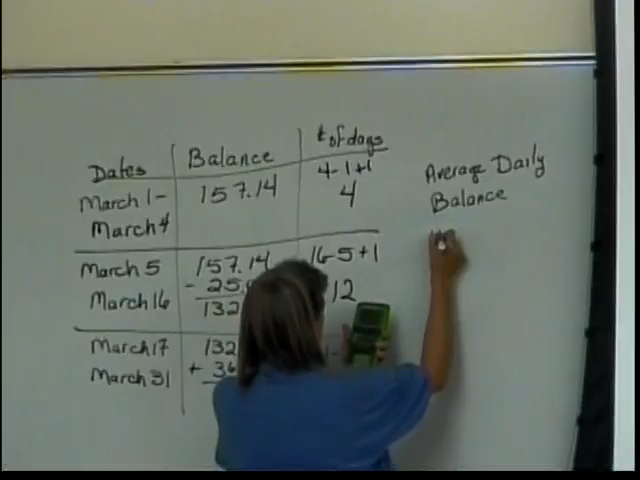 Dates Balance # of days
4-1+1
March 1- 157.14 4
March 4
Average Daily
Balance
March 5 157.14 16-5+1
March 16 - 25. 12
132
March 17 132
March 31 + 36